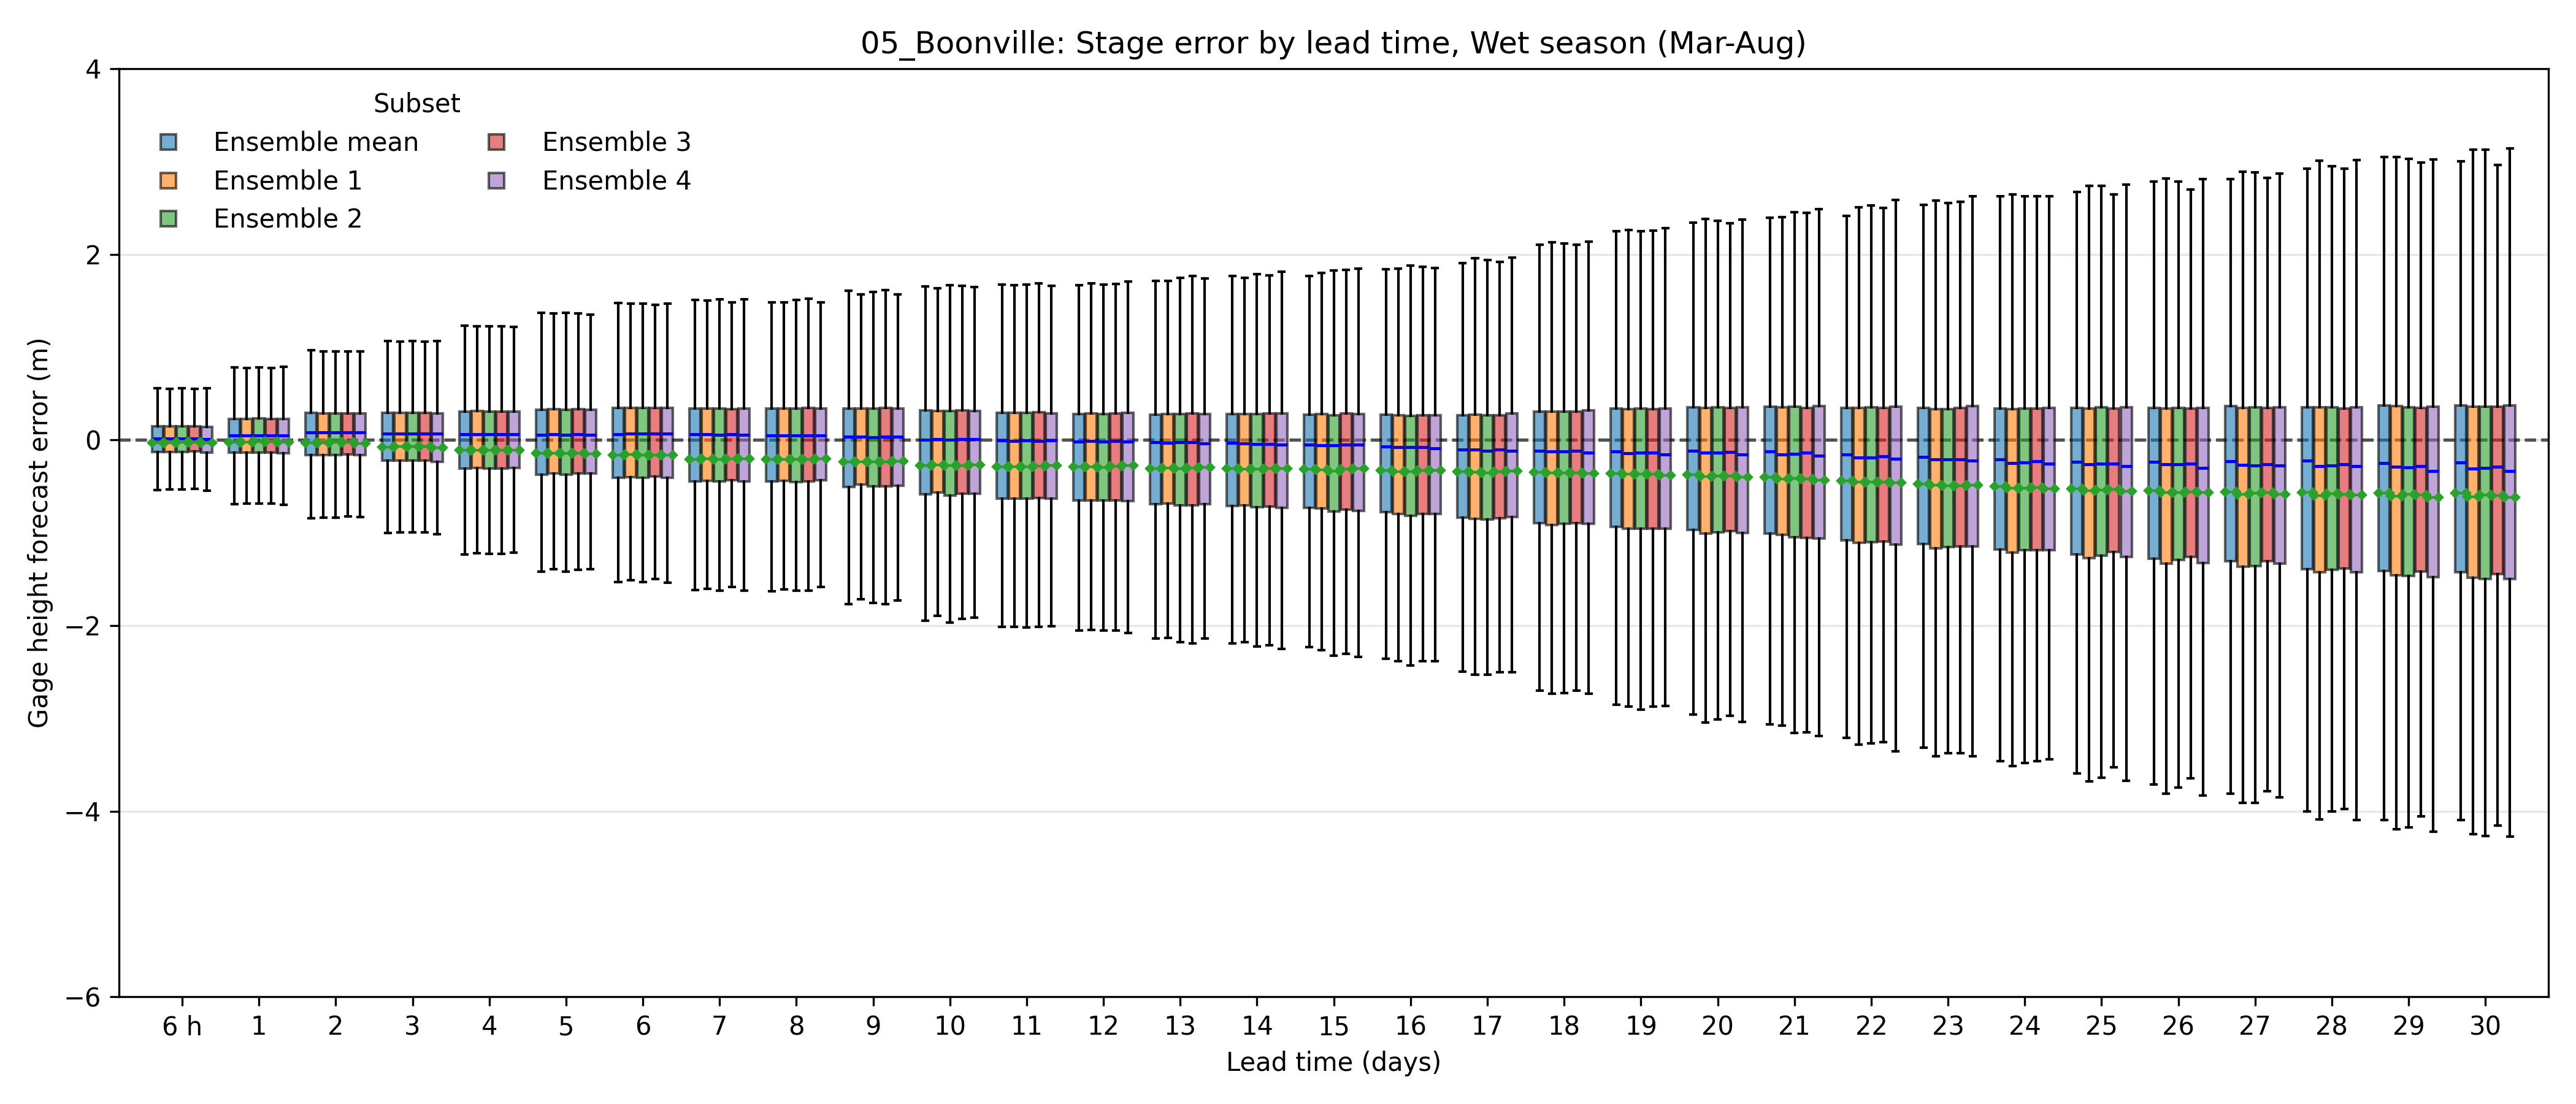 05_Boonville: Stage error by lead time, Wet season (Mar-Aug)
Subset
Ensemble mean
Ensemble 1
Ensemble 2
Ensemble 3
Ensemble 4
Gage height forecast error (m)
4
2
0
−2
−4
−6
6 h 1 2 3 4 5 6 7 8 9 10 11 12 13 14 15 16 17 18 19 20 21 22 23 24 25 26 27 28 29 30
Lead time (days)